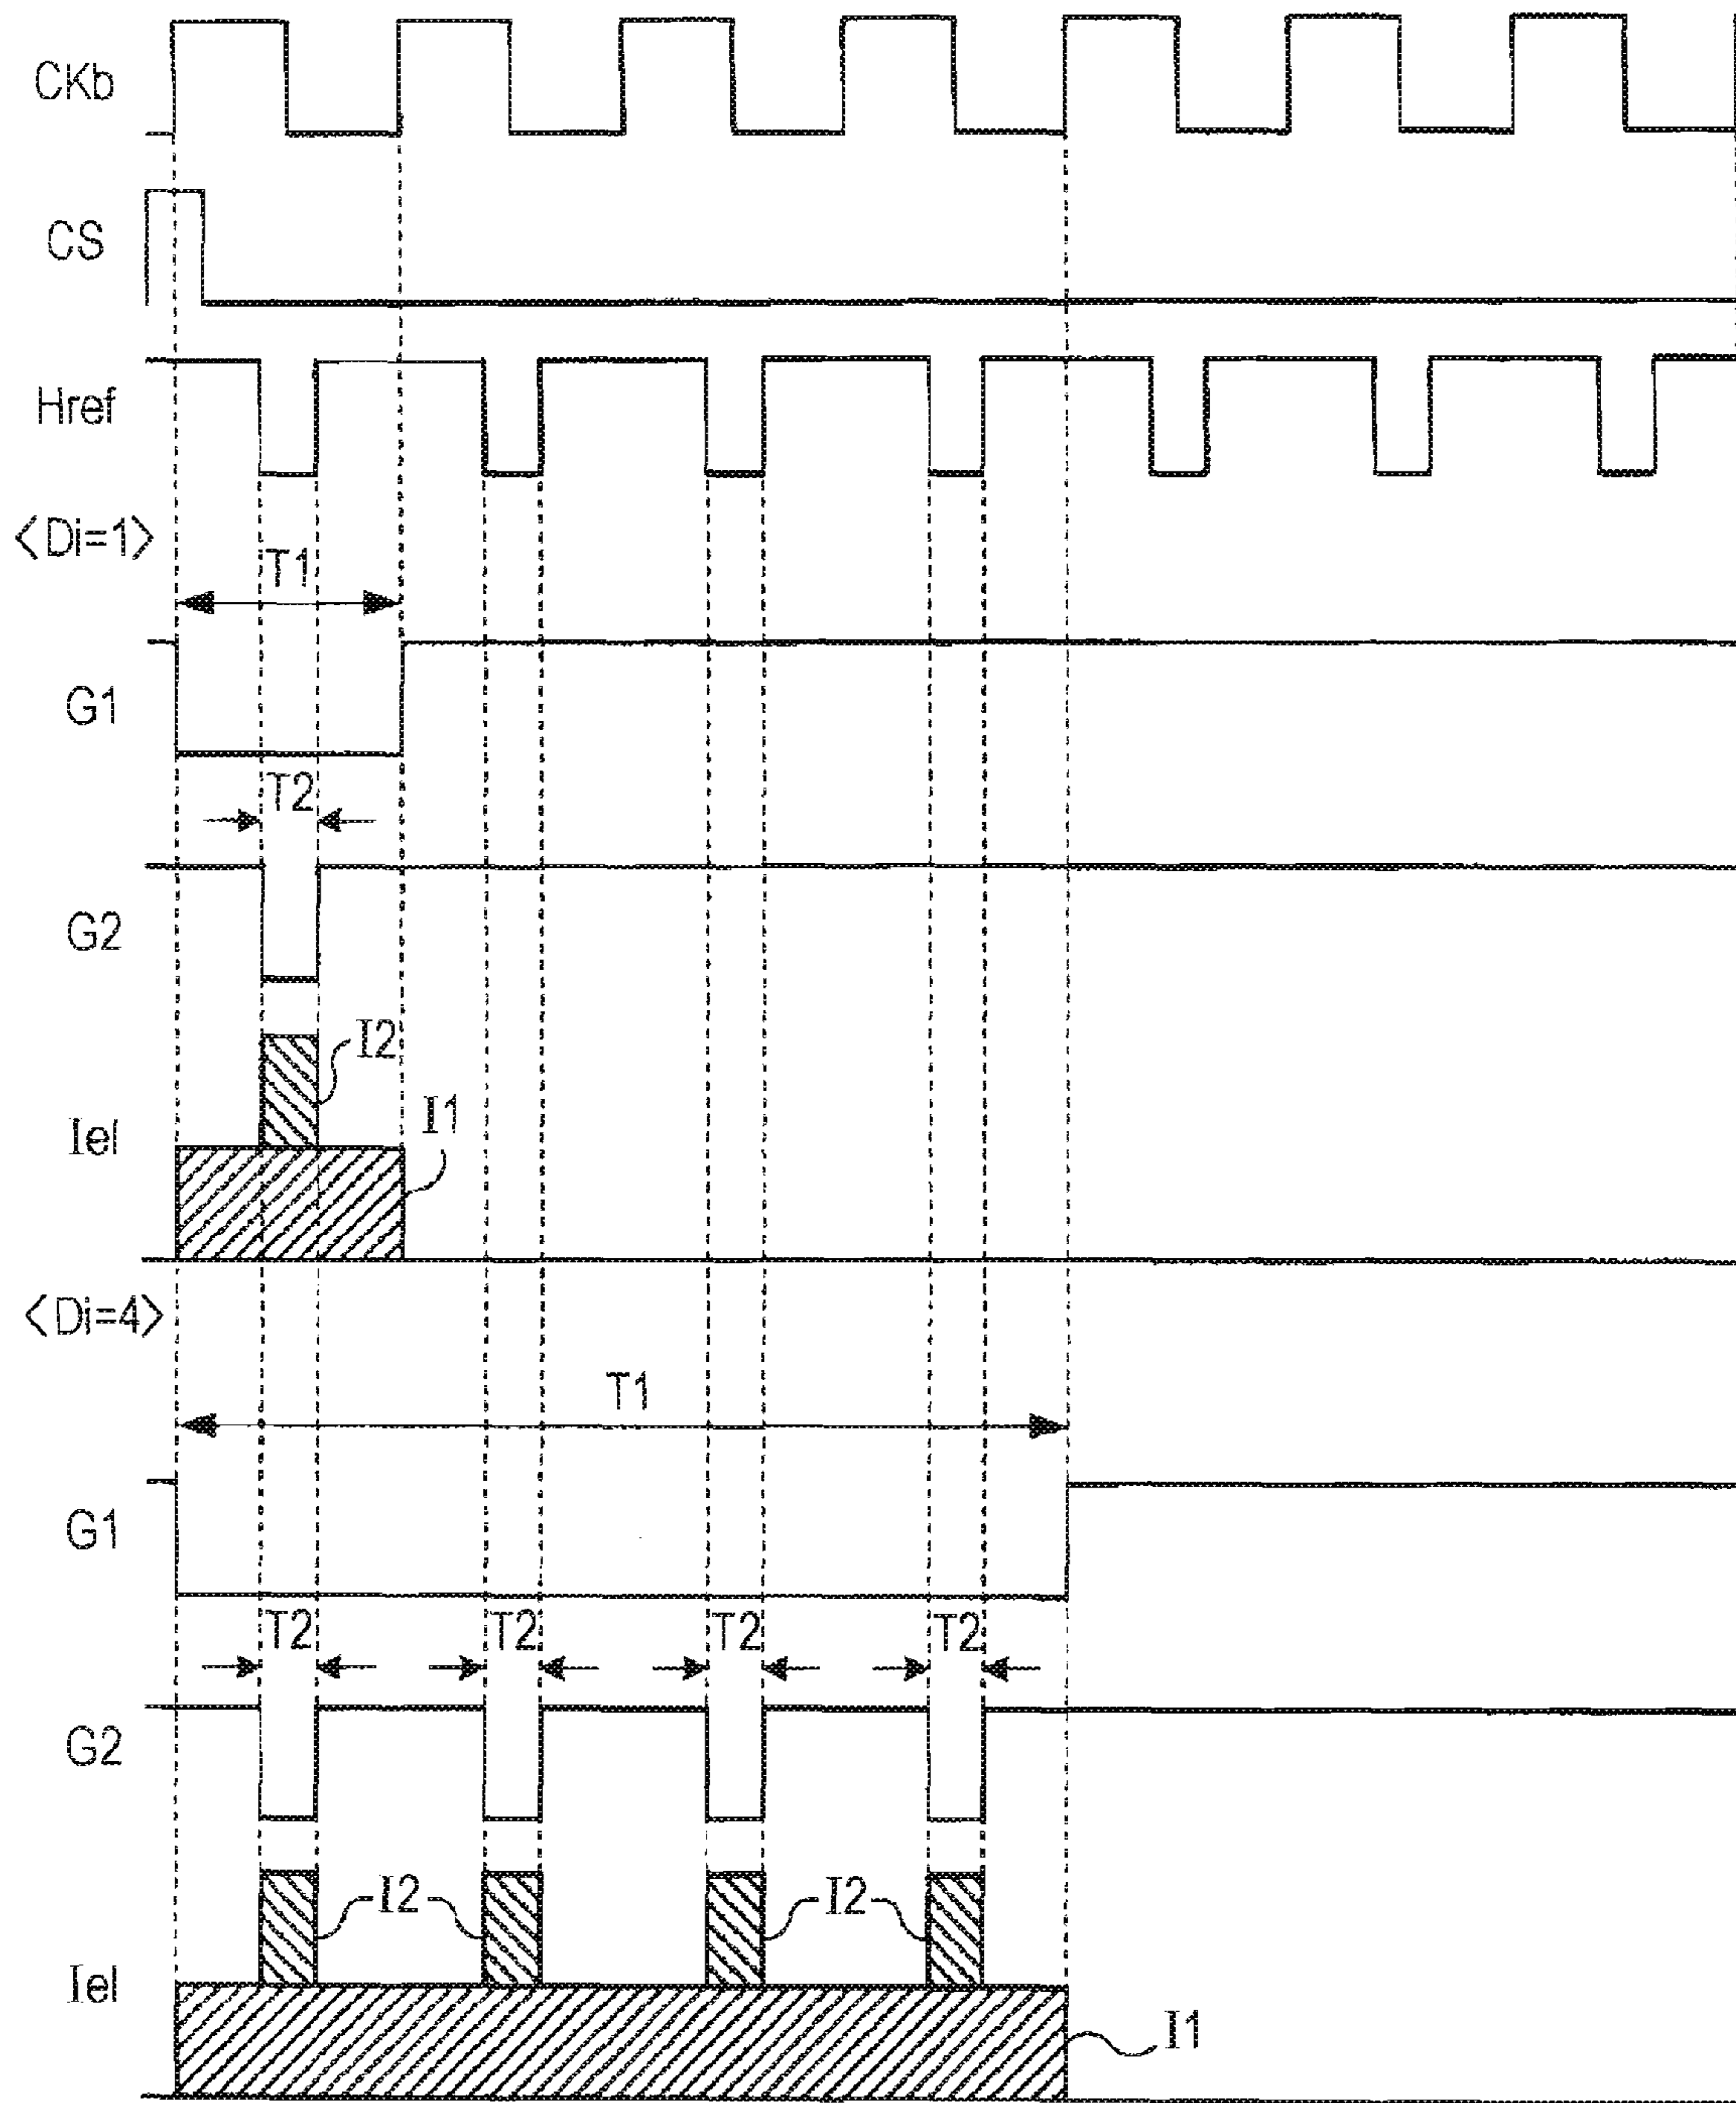 CKb
CS
Href
<Di=1>
T1
G1
T2
G2
I2
Iel
I1
<Di=4>
T1
G1
T2 T2 T2 T2
G2
I2 I2
Iel
I1